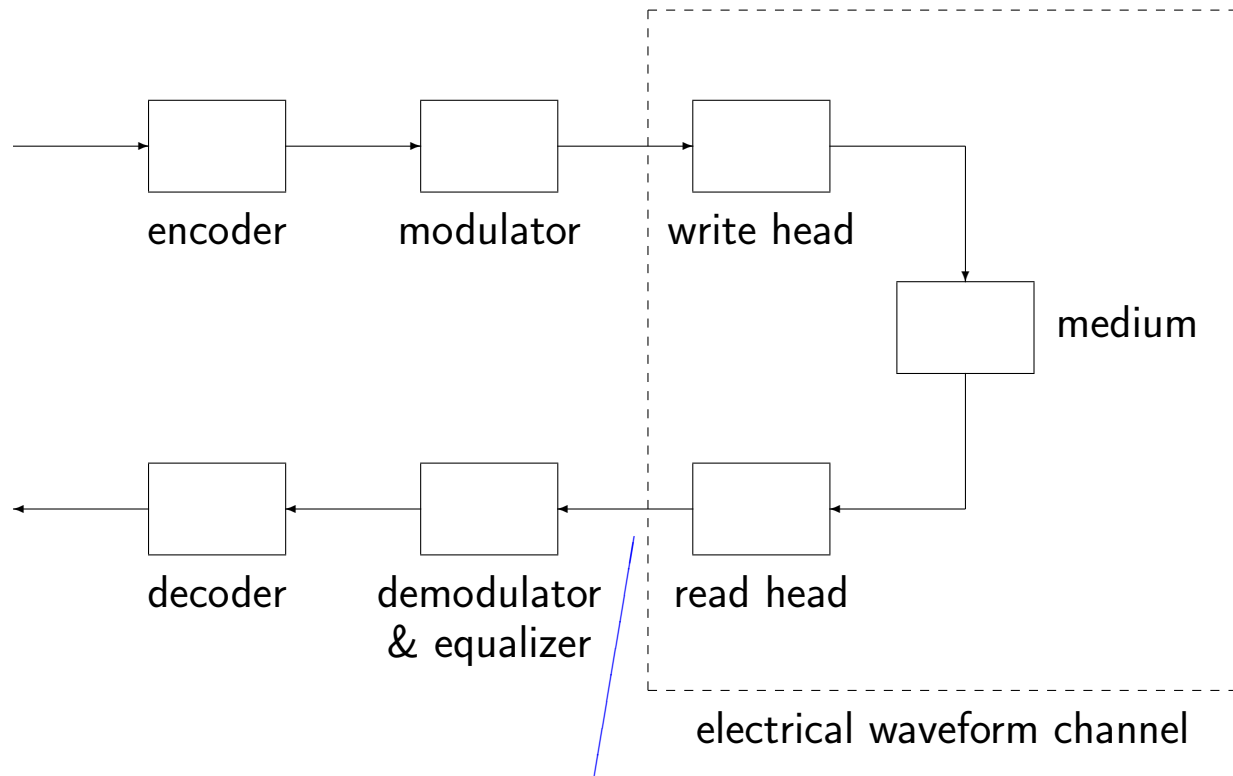 encoder
modulator
write head
medium
decoder
demodulator
& equalizer
read head
electrical waveform channel